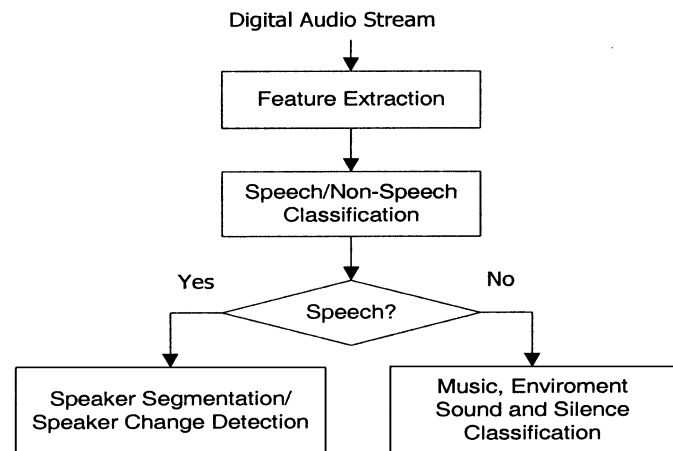 Digital Audio Stream
Feature Extraction
Speech/Non-Speech
Classification
Yes
No
Speech?
Speaker Segmentation/
Speaker Change Detection
Music, Enviroment
Sound and Silence
Classification